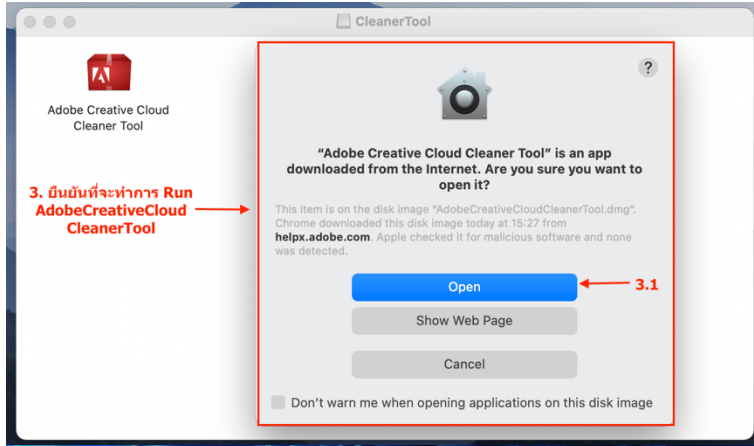 CleanerTool
Adobe Creative Cloud
Cleaner Tool
?
“Adobe Creative Cloud Cleaner Tool” is an app
downloaded from the Internet. Are you sure you want to
open it?
3. ยืนยันที่จะทำการ Run
AdobeCreativeCloud
CleanerTool
This item is on the disk image “AdobeCreativeCloudCleanerTool.dmg”.
Chrome downloaded this disk image today at 15:27 from
helpx.adobe.com. Apple checked it for malicious software and none
was detected.
Open
3.1
Show Web Page
Cancel
Don’t warn me when opening applications on this disk image